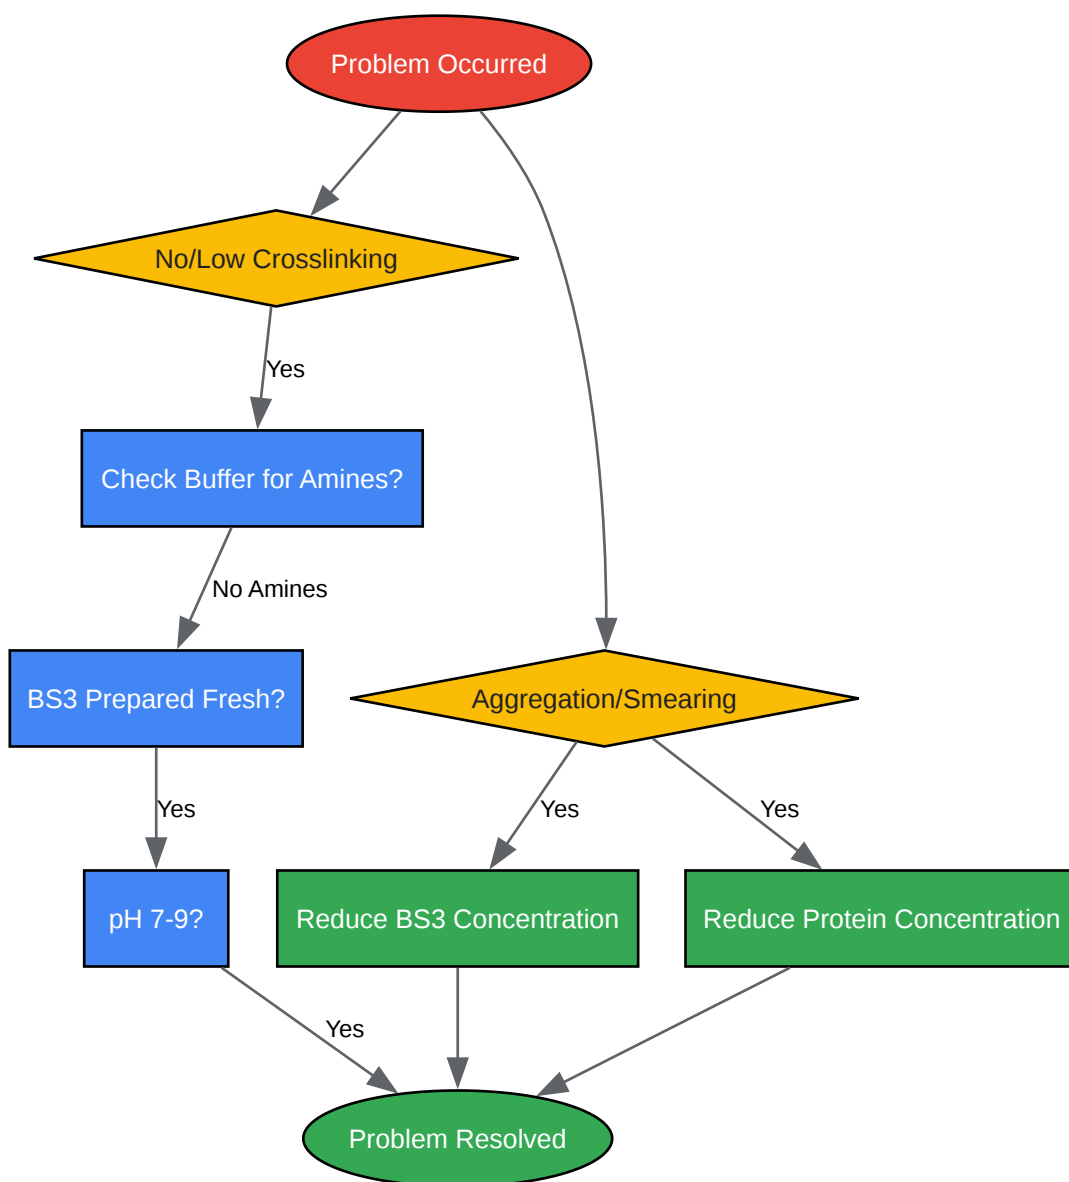 Problem Occurred
No/Low Crosslinking
Yes
Check Buffer for Amines?
No Amines
BS3 Prepared Fresh?
Aggregation/Smearing
Yes
Yes
Yes
pH 7-9?
Reduce BS3 Concentration
Reduce Protein Concentration
Yes
Problem Resolved